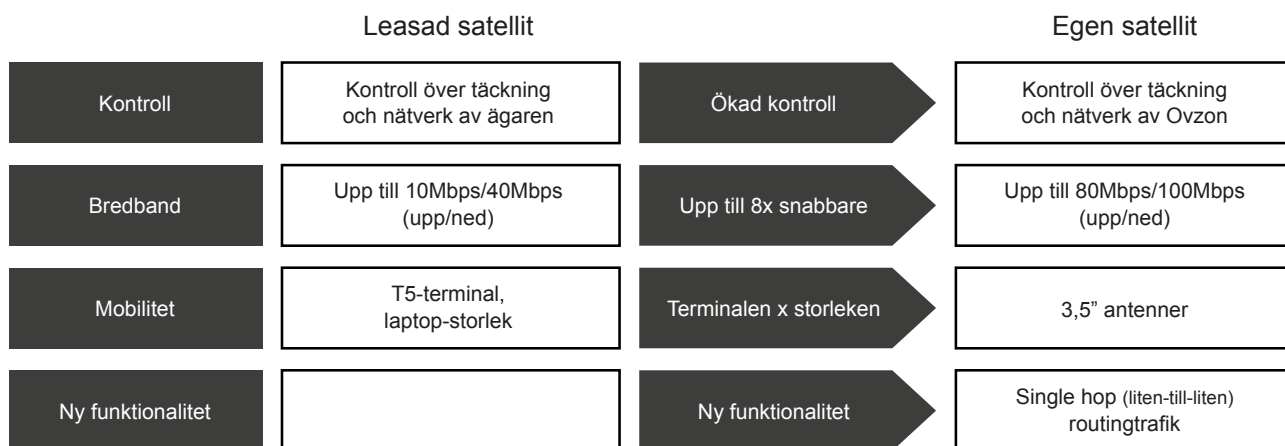 Leasad satellit
Egen satellit
Kontroll
Kontroll över täckning
och nätverk av ägaren
Ökad kontroll
Kontroll över täckning
och nätverk av Ovzon
Bredband
Upp till 10Mbps/40Mbps
(upp/ned)
Upp till 8x snabbare
Upp till 80Mbps/100Mbps
(upp/ned)
Mobilitet
T5-terminal,
laptop-storlek
Terminalen x storleken
3,5” antenner
Ny funktionalitet
Ny funktionalitet
Single hop (liten-till-liten)
routingtrafik